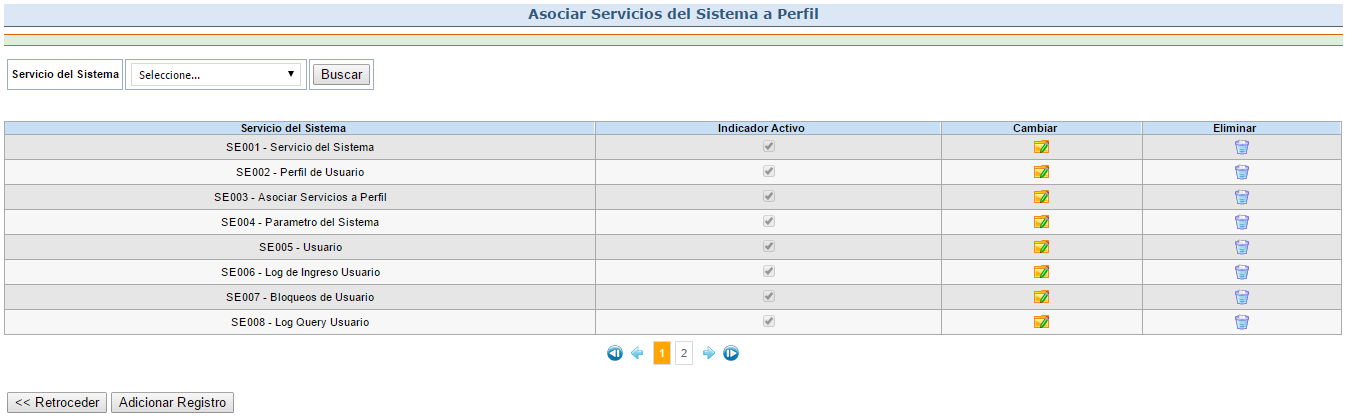 Asociar Servicios del Sistema a Perfil
Servicio del Sistema Seleccione... Buscar
Servicio del Sistema Indicador Activo Cambiar Eliminar
SE001 - Servicio del Sistema
SE002 - Perfil de Usuario
SE003 - Asociar Servicios a Perfil
SE004 - Parametro del Sistema
SE005 - Usuario
SE006 - Log de Ingreso Usuario
SE007 - Bloqueos de Usuario
SE008 - Log Query Usuario
1 2
<< Retroceder Adicionar Registro